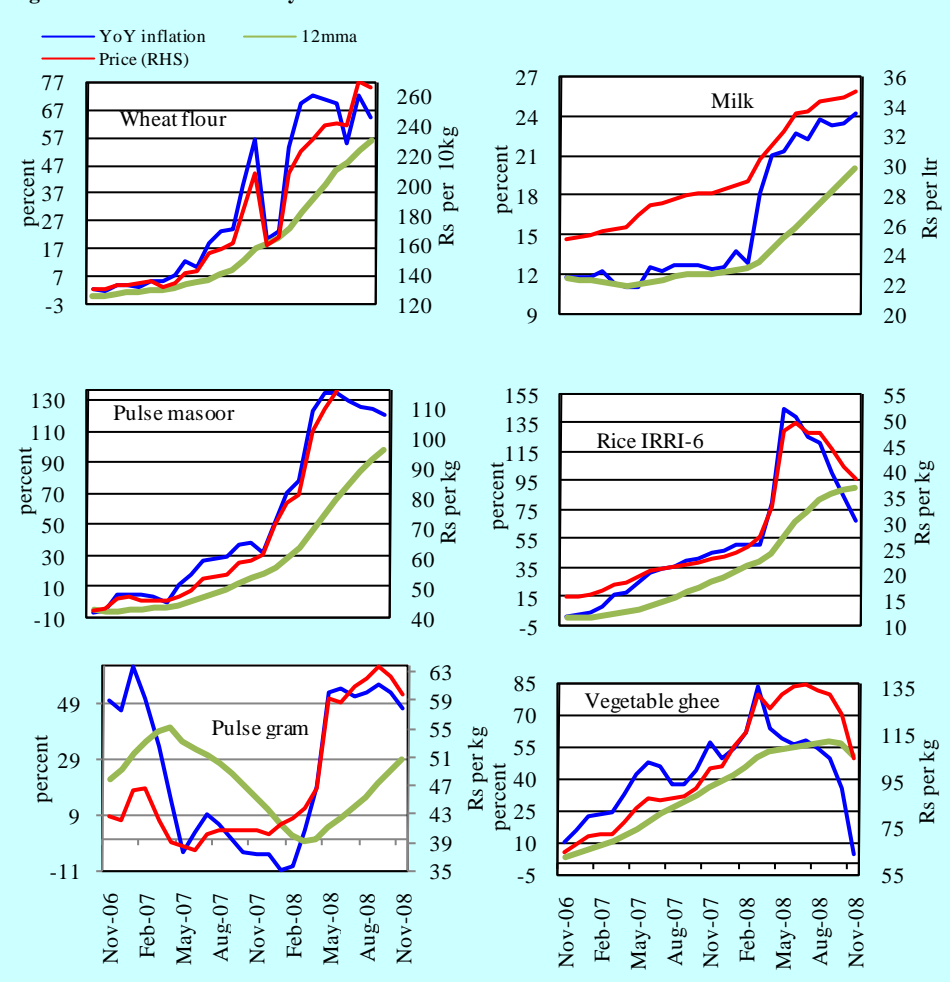 YoY inflation
12mma
Price (RHS)
Wheat flour
percent
77
67
57
47
37
27
17
7
-3
260
240
220
200
180
160
140
120
Rs per 10kg
Milk
percent
27
24
21
18
15
12
9
36
34
32
30
28
26
24
22
20
Rs per ltr
Pulse masoor
percent
130
110
90
70
50
30
10
-10
110
100
90
80
70
60
50
40
Rs per kg
Rice IRRI-6
percent
155
135
115
95
75
55
35
15
-5
55
50
45
40
35
30
25
20
15
10
Rs per kg
Pulse gram
percent
49
29
9
-11
63
59
55
51
47
43
39
35
Rs per kg
Nov-06
Feb-07
May-07
Aug-07
Nov-07
Feb-08
May-08
Aug-08
Nov-08
Vegetable ghee
percent
85
70
55
40
25
10
-5
135
115
95
75
55
Rs per kg
Nov-06
Feb-07
May-07
Aug-07
Nov-07
Feb-08
May-08
Aug-08
Nov-08